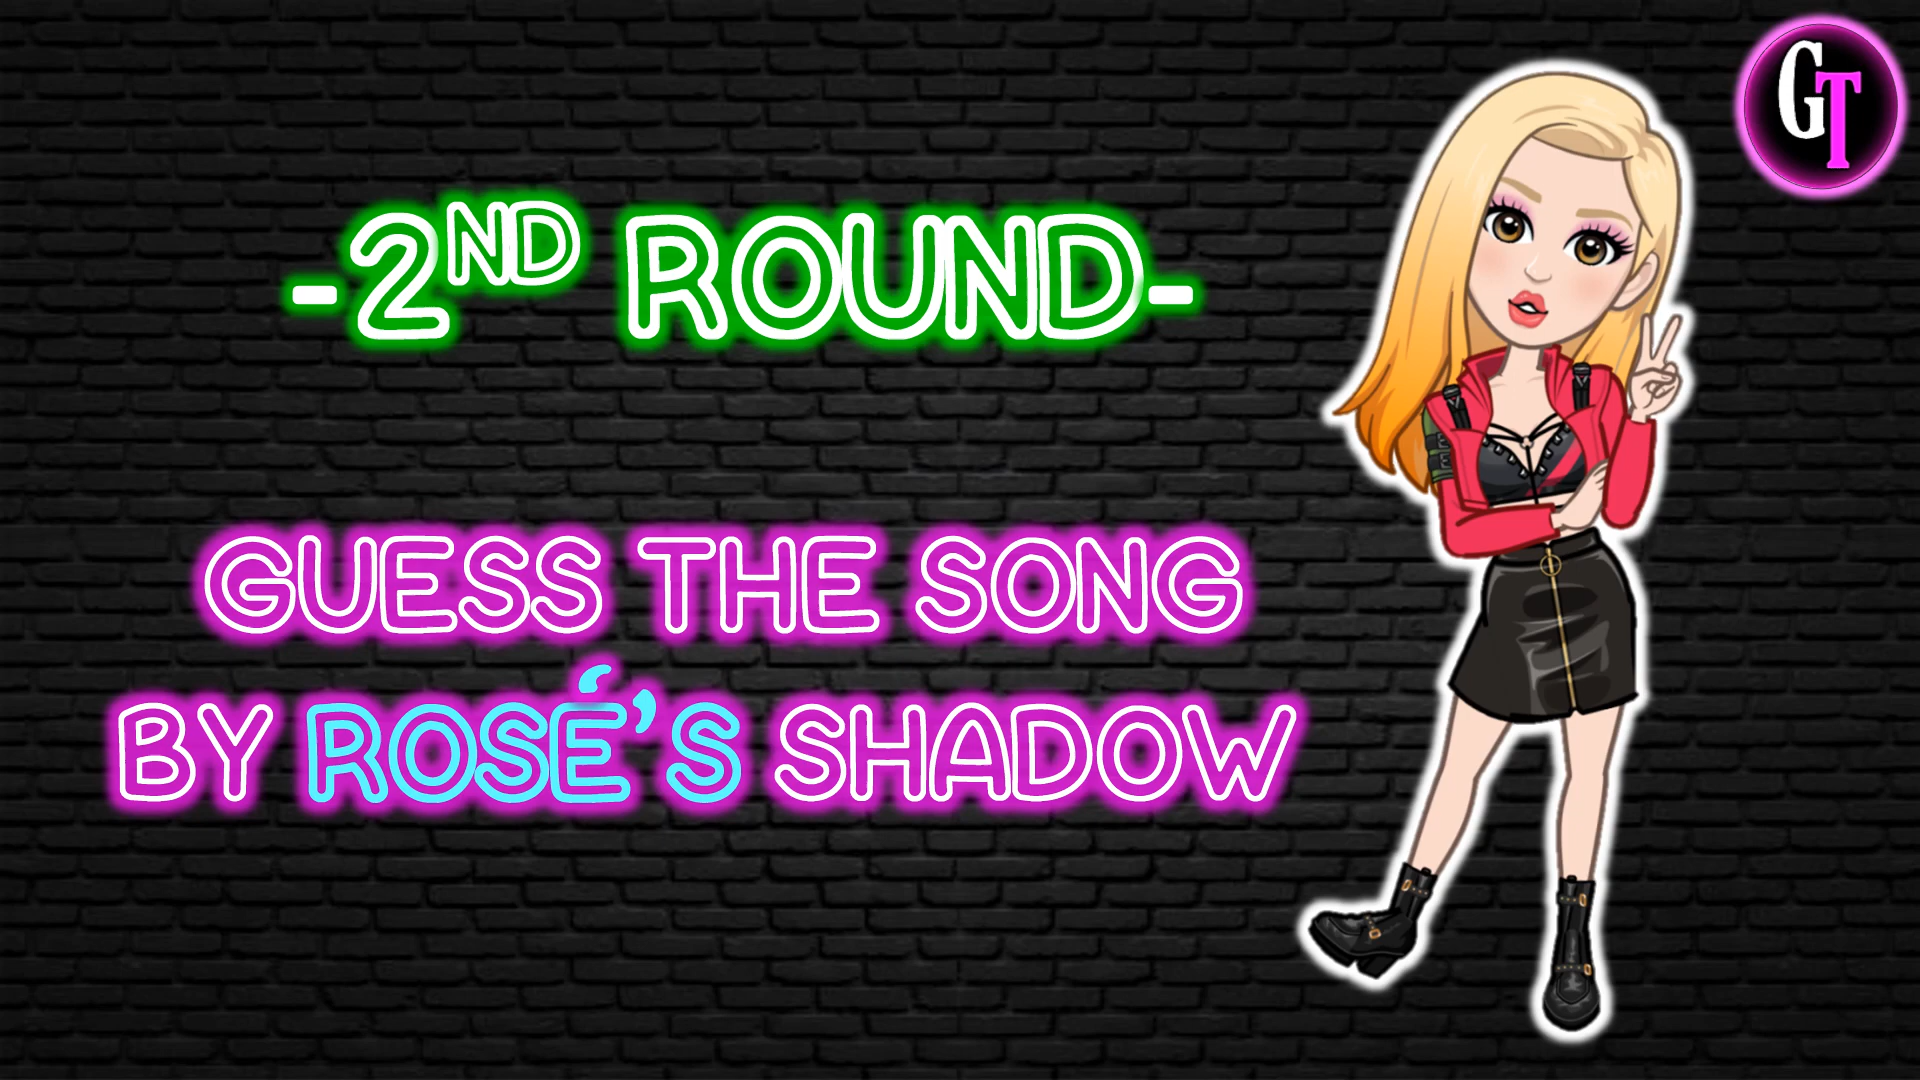 -2ND ROUND-
GUESS THE SONG
BY ROSÉ'S SHADOW
GT